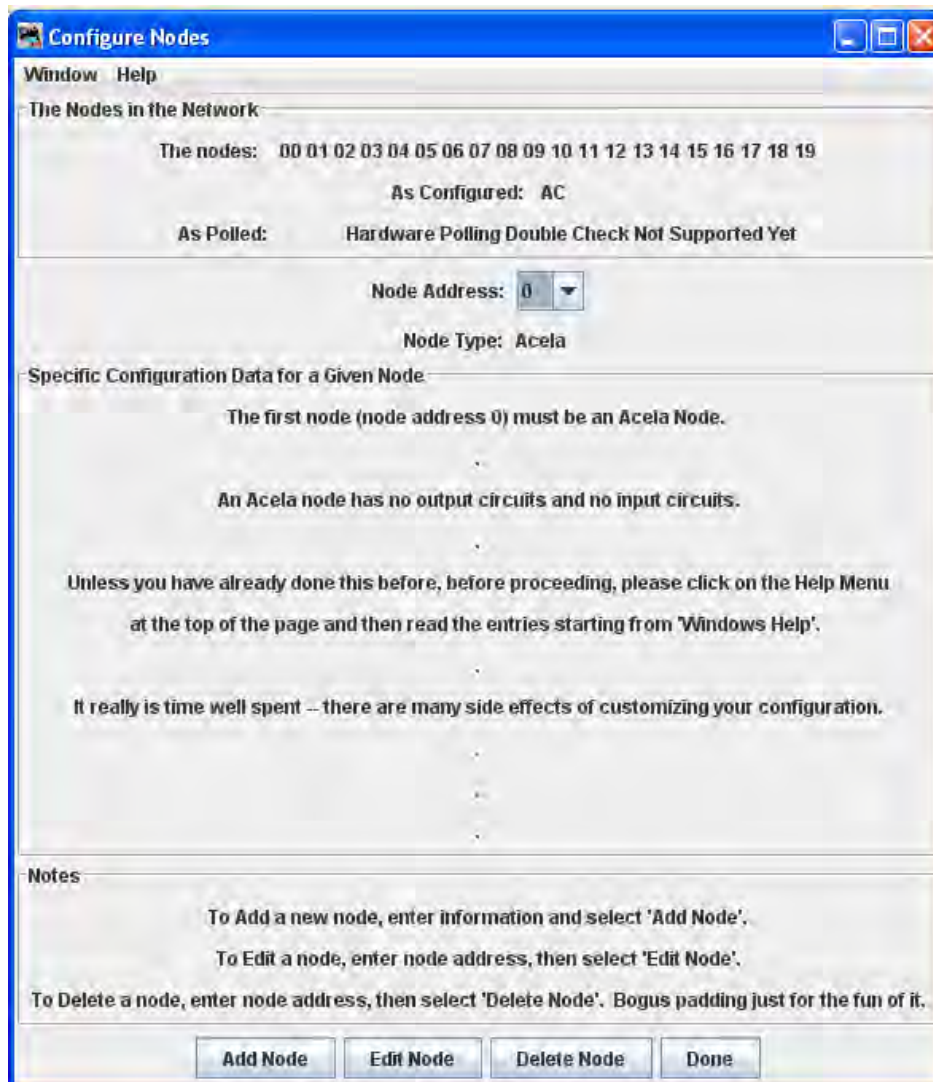 Configure Nodes
Window Help
The Nodes in the Network
The nodes: 00 01 02 03 04 05 06 07 08 09 10 11 12 13 14 15 16 17 18 19
As Configured: AC
As Polled: Hardware Polling Double Check Not Supported Yet
Node Address: 0
Node Type: Acela
Specific Configuration Data for a Given Node
The first node (node address 0) must be an Acela Node.
.
An Acela node has no output circuits and no input circuits.
.
Unless you have already done this before, before proceeding, please click on the Help Menu
at the top of the page and then read the entries starting from 'Windows Help'.
.
It really is time well spent -- there are many side effects of customizing your configuration.
.
.
.
Notes
To Add a new node, enter information and select 'Add Node'.
To Edit a node, enter node address, then select 'Edit Node'.
To Delete a node, enter node address, then select 'Delete Node'. Bogus padding just for the fun of it.
Add Node Edit Node Delete Node Done